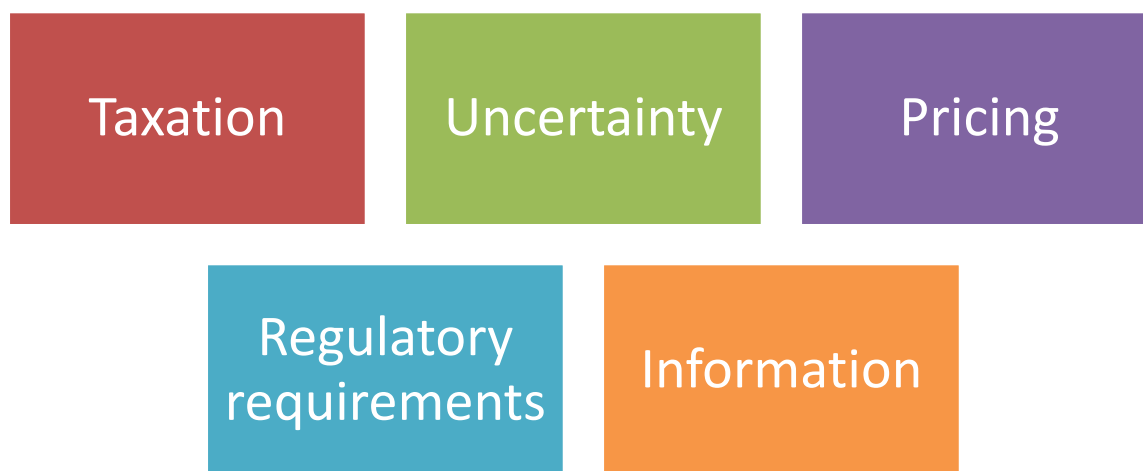 Taxation
Uncertainty
Pricing
Regulatory
requirements
Information